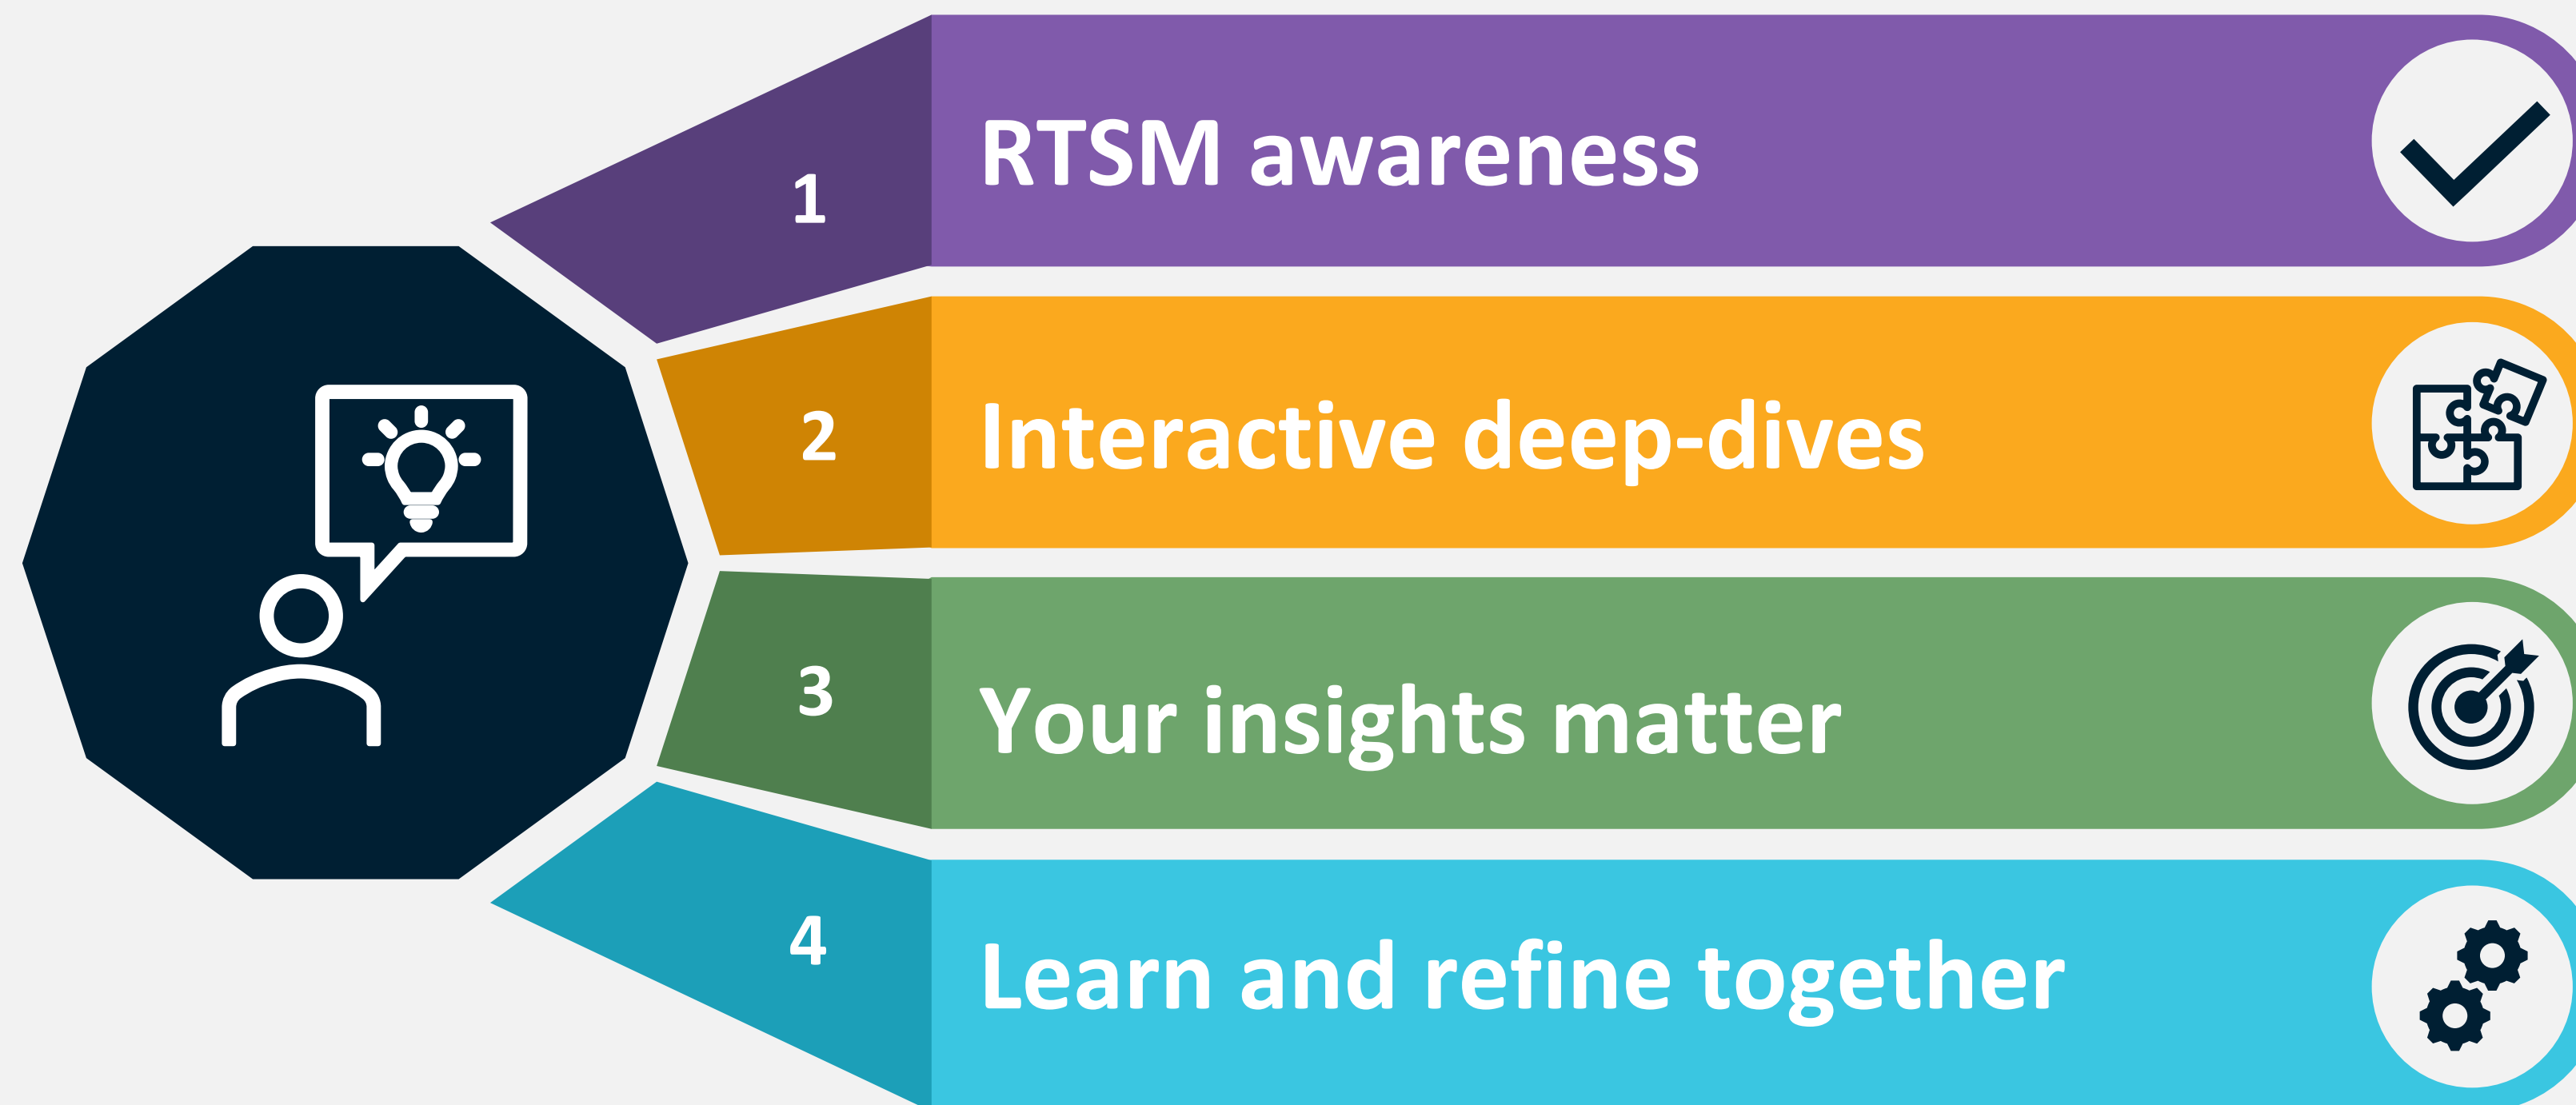 1 RTSM awareness
2 Interactive deep-dives
3 Your insights matter
4 Learn and refine together